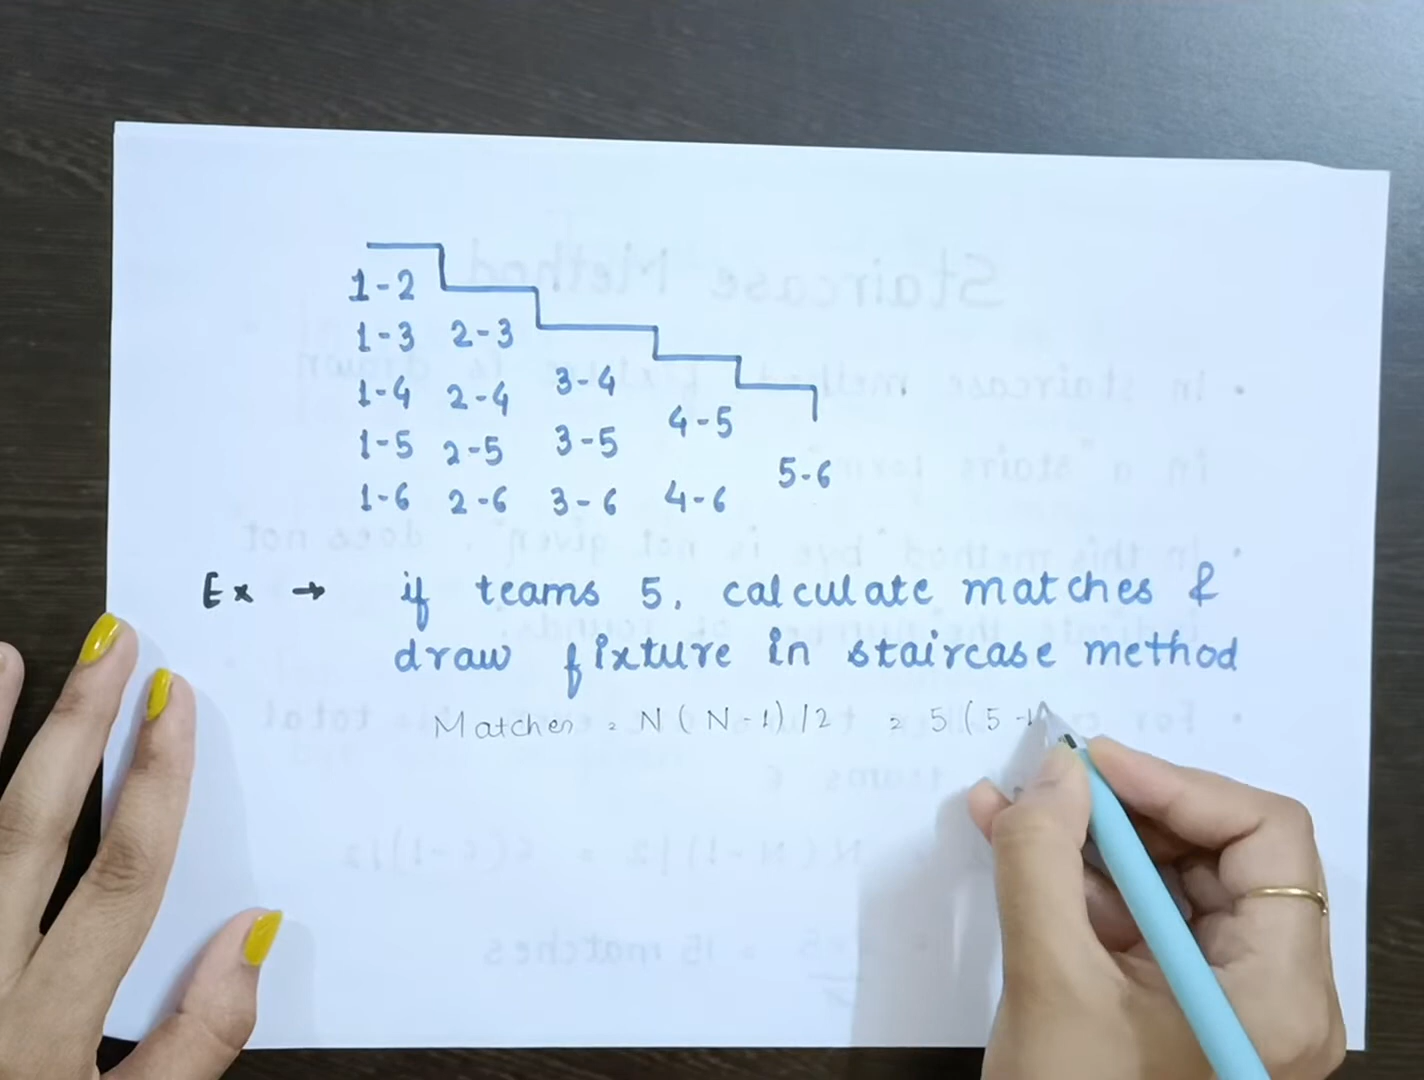 1-2
1-3 2-3
1-4 2-4 3-4
1-5 2-5 3-5 4-5
1-6 2-6 3-6 4-6 5-6
Ex → if teams 5, calculate matches &
draw fixture in staircase method
Matches = N(N-1)/2 = 5(5-1